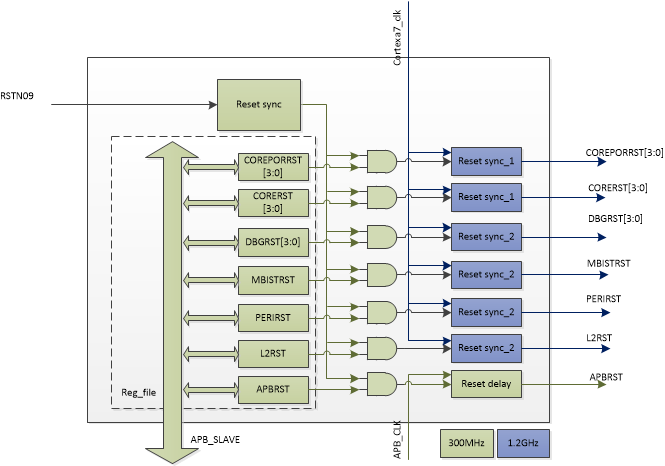 Cortexa7_clk
RSTN09
Reset sync
COREPORRST
[3:0]
Reset sync_1
COREPORRST[3:0]
CORERST
[3:0]
Reset sync_1
CORERST[3:0]
DBGRST[3:0]
Reset sync_2
DBGRST[3:0]
MBISTRST
Reset sync_2
MBISTRST
PERIRST
Reset sync_2
PERIRST
L2RST
Reset sync_2
L2RST
Reg_file
APBRST
Reset delay
APBRST
APB_SLAVE
APB_CLK
300MHz
1.2GHz